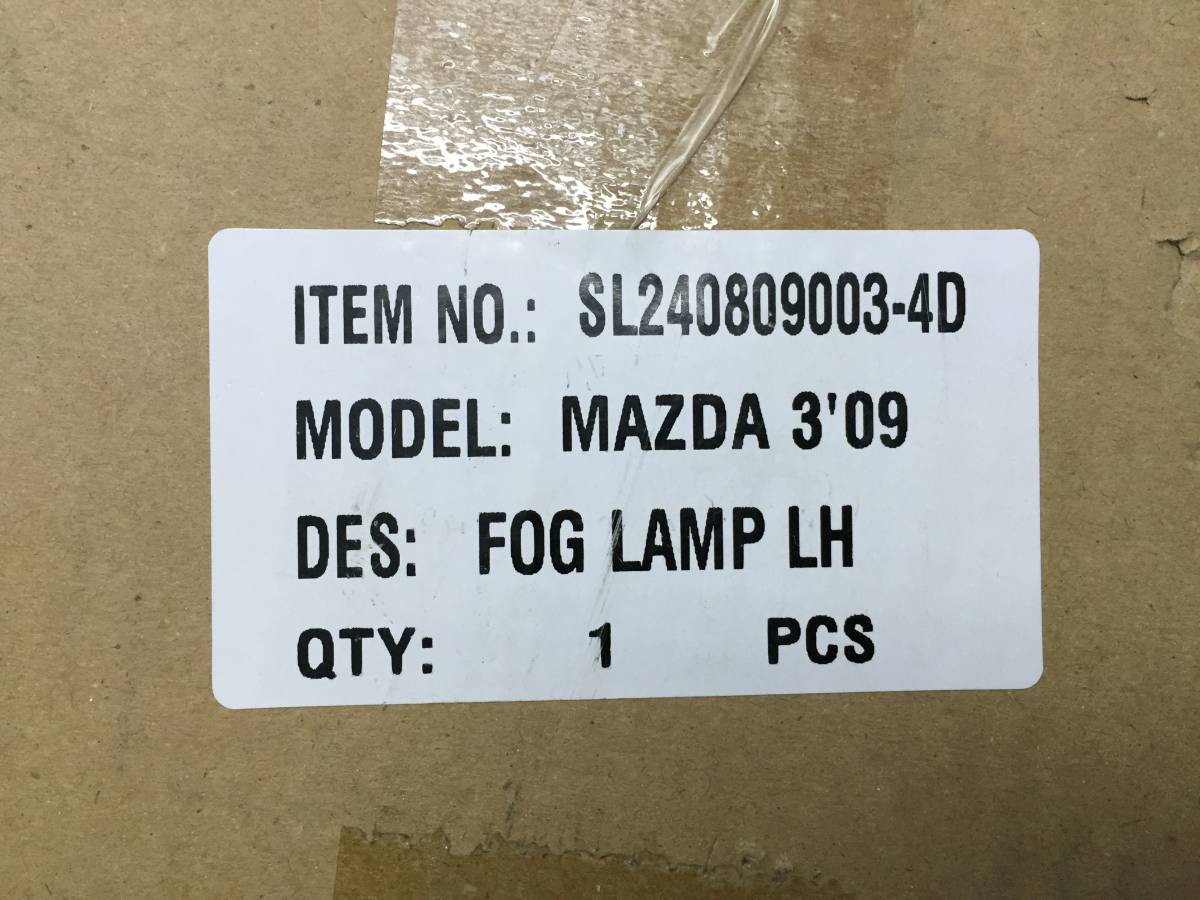 ITEM NO.: SL240809003-4D
MODEL: MAZDA 3'09
DES: FOG LAMP LH
QTY: 1 PCS